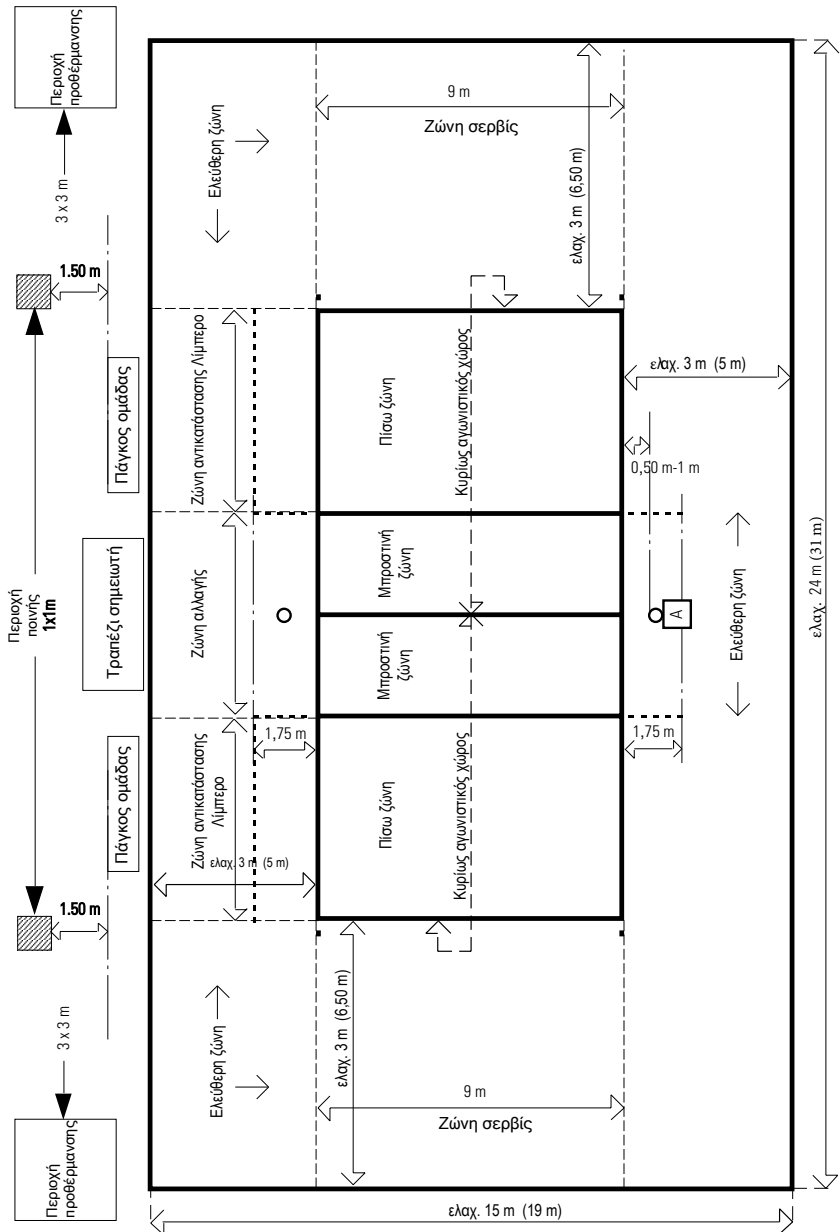 Περιοχή
προθέρμανσης
3 x 3 m
1.50 m
Περιοχή
ποινής
1x1m
1.50 m
3 x 3 m
Περιοχή
προθέρμανσης
Πάγκος ομάδας
Τραπέζι σημειωτή
Πάγκος ομάδας
Ελεύθερη ζώνη
9 m
Ζώνη σερβίς
ελαχ. 3 m (6,50 m)
Ζώνη αντικατάστασης Λίμπερο
Ζώνη αλλαγής
Ζώνη αντικατάστασης
Λίμπερο
ελαχ. 3 m (5 m)
1,75 m
Πίσω ζώνη
Κυρίως αγωνιστικός χώρος
Μπροστινή
ζώνη
Μπροστινή
ζώνη
Πίσω ζώνη
Κυρίως αγωνιστικός χώρος
ελαχ. 3 m (5 m)
0,50 m-1 m
A
Ελεύθερη ζώνη
1,75 m
Ελεύθερη ζώνη
ελαχ. 3 m (6,50 m)
9 m
Ζώνη σερβίς
ελαχ. 24 m (31 m)
ελαχ. 15 m (19 m)